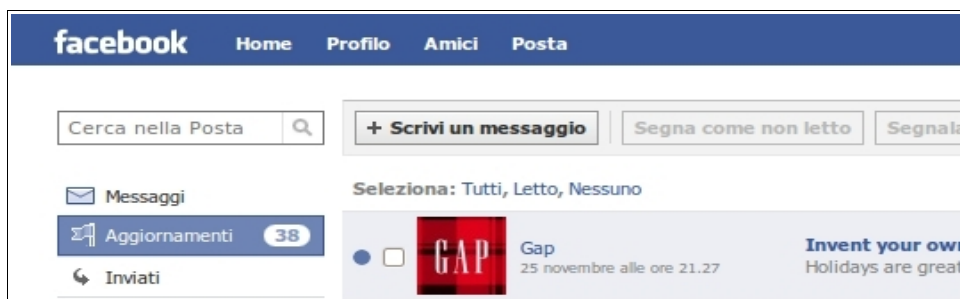 facebook Home Profilo Amici Posta
Cerca nella Posta
+ Scrivi un messaggio Segna come non letto
Messaggi
Seleziona: Tutti, Letto, Nessuno
Aggiornamenti 38
GAP
Gap
25 novembre alle ore 21.27
Invent your own
Holidays are great
Inviati